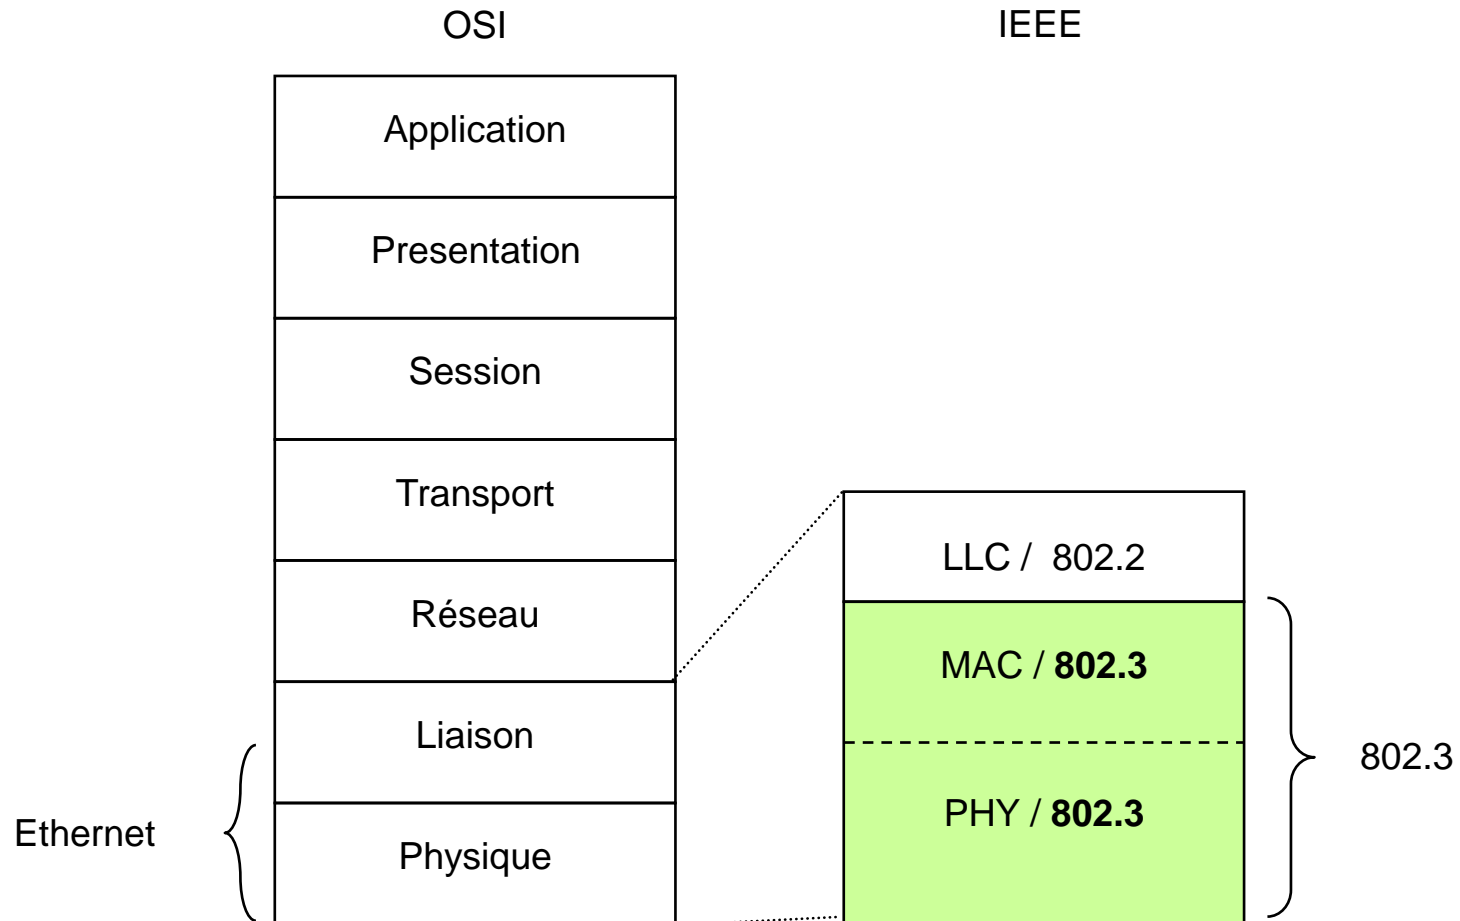 OSI
IEEE
Application
Presentation
Session
Transport
Réseau
Liaison
Physique
Ethernet
LLC / 802.2
MAC / 802.3
PHY / 802.3
802.3